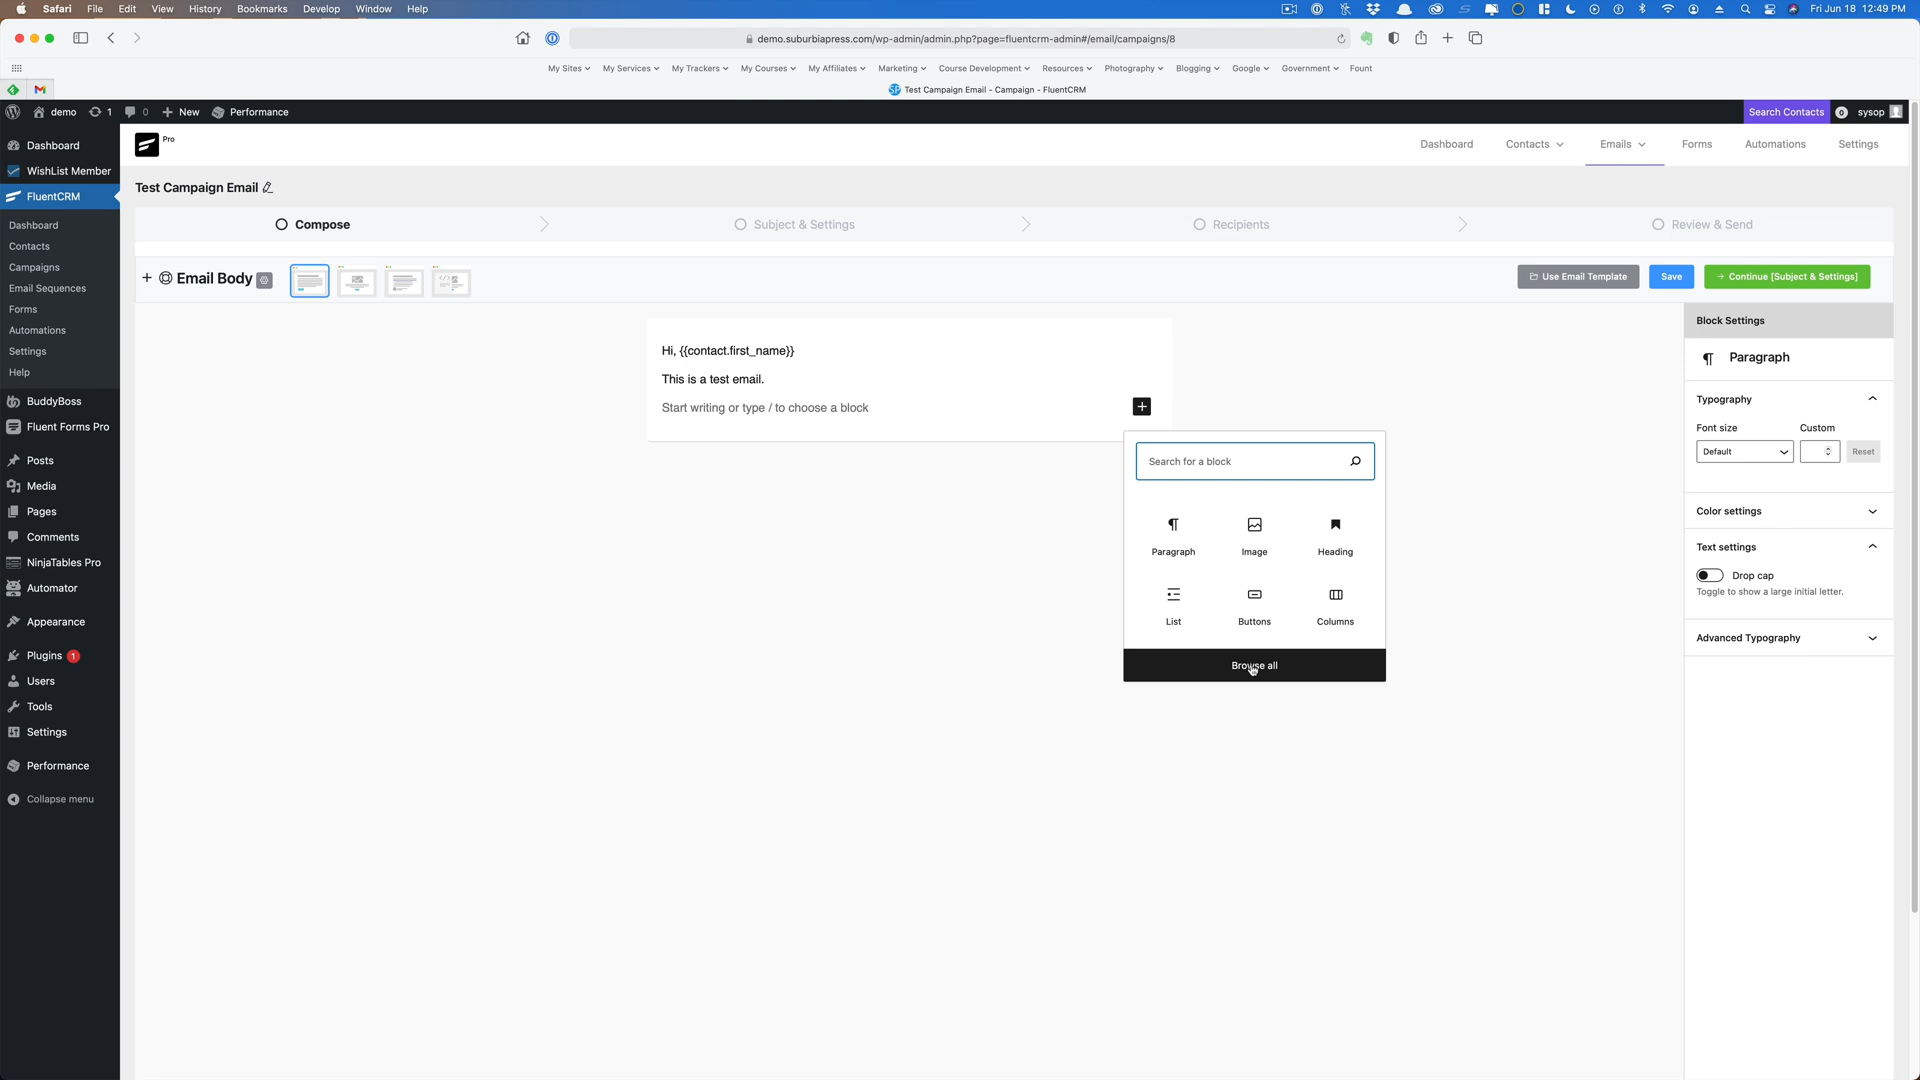 Safari File Edit View History Bookmarks Develop Window Help
Fri Jun 18 12:49 PM
demo.suburbiapress.com/wp-admin/admin.php?page=fluentcrm-admin#/email/campaigns/8
My Sites My Services My Trackers My Courses My Affiliates Marketing Course Development Resources Photography Blogging Google Government Fount
Test Campaign Email - Campaign - FluentCRM
demo 1 0 New Performance
Search Contacts 0 sysop
Pro
Dashboard Contacts Emails Forms Automations Settings
Dashboard
WishList Member
FluentCRM
Dashboard
Contacts
Campaigns
Email Sequences
Forms
Automations
Settings
Help
BuddyBoss
Fluent Forms Pro
Posts
Media
Pages
Comments
NinjaTables Pro
Automator
Appearance
Plugins 1
Users
Tools
Settings
Performance
Collapse menu
Test Campaign Email
Compose Subject & Settings Recipients Review & Send
+ Email Body
Use Email Template Save → Continue [Subject & Settings]
Hi, {{contact.first_name}}
This is a test email.
Start writing or type / to choose a block
Search for a block
Paragraph Image Heading
List Buttons Columns
Browse all
Block Settings
Paragraph
Typography
Font size Custom
Default Reset
Color settings
Text settings
Drop cap
Toggle to show a large initial letter.
Advanced Typography